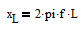 x_L = 2·pi·f·L